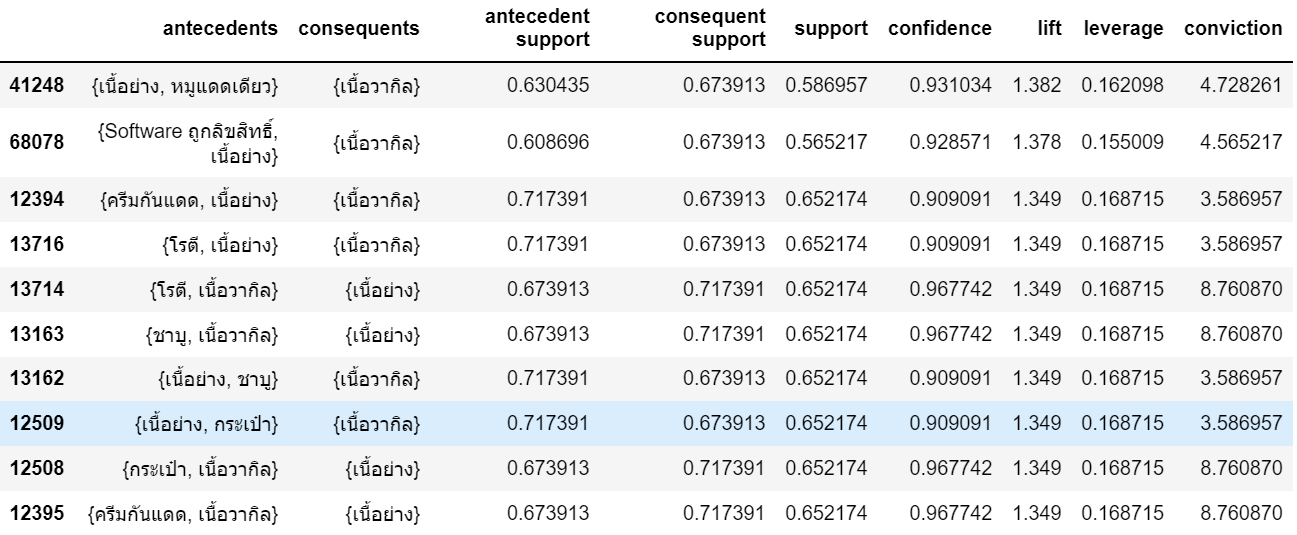 antecedents consequents antecedent support consequent support support confidence lift leverage conviction
41248 {เนื้อย่าง, หมูแดดเดียว} {เนื้อวากิล} 0.630435 0.673913 0.586957 0.931034 1.382 0.162098 4.728261
68078 {Software ถูกลิขสิทธิ์, เนื้อย่าง} {เนื้อวากิล} 0.608696 0.673913 0.565217 0.928571 1.378 0.155009 4.565217
12394 {ครีมกันแดด, เนื้อย่าง} {เนื้อวากิล} 0.717391 0.673913 0.652174 0.909091 1.349 0.168715 3.586957
13716 {โรตี, เนื้อย่าง} {เนื้อวากิล} 0.717391 0.673913 0.652174 0.909091 1.349 0.168715 3.586957
13714 {โรตี, เนื้อวากิล} {เนื้อย่าง} 0.673913 0.717391 0.652174 0.967742 1.349 0.168715 8.760870
13163 {ชาบู, เนื้อวากิล} {เนื้อย่าง} 0.673913 0.717391 0.652174 0.967742 1.349 0.168715 8.760870
13162 {เนื้อย่าง, ชาบู} {เนื้อวากิล} 0.717391 0.673913 0.652174 0.909091 1.349 0.168715 3.586957
12509 {เนื้อย่าง, กระเป๋า} {เนื้อวากิล} 0.717391 0.673913 0.652174 0.909091 1.349 0.168715 3.586957
12508 {กระเป๋า, เนื้อวากิล} {เนื้อย่าง} 0.673913 0.717391 0.652174 0.967742 1.349 0.168715 8.760870
12395 {ครีมกันแดด, เนื้อวากิล} {เนื้อย่าง} 0.673913 0.717391 0.652174 0.967742 1.349 0.168715 8.760870